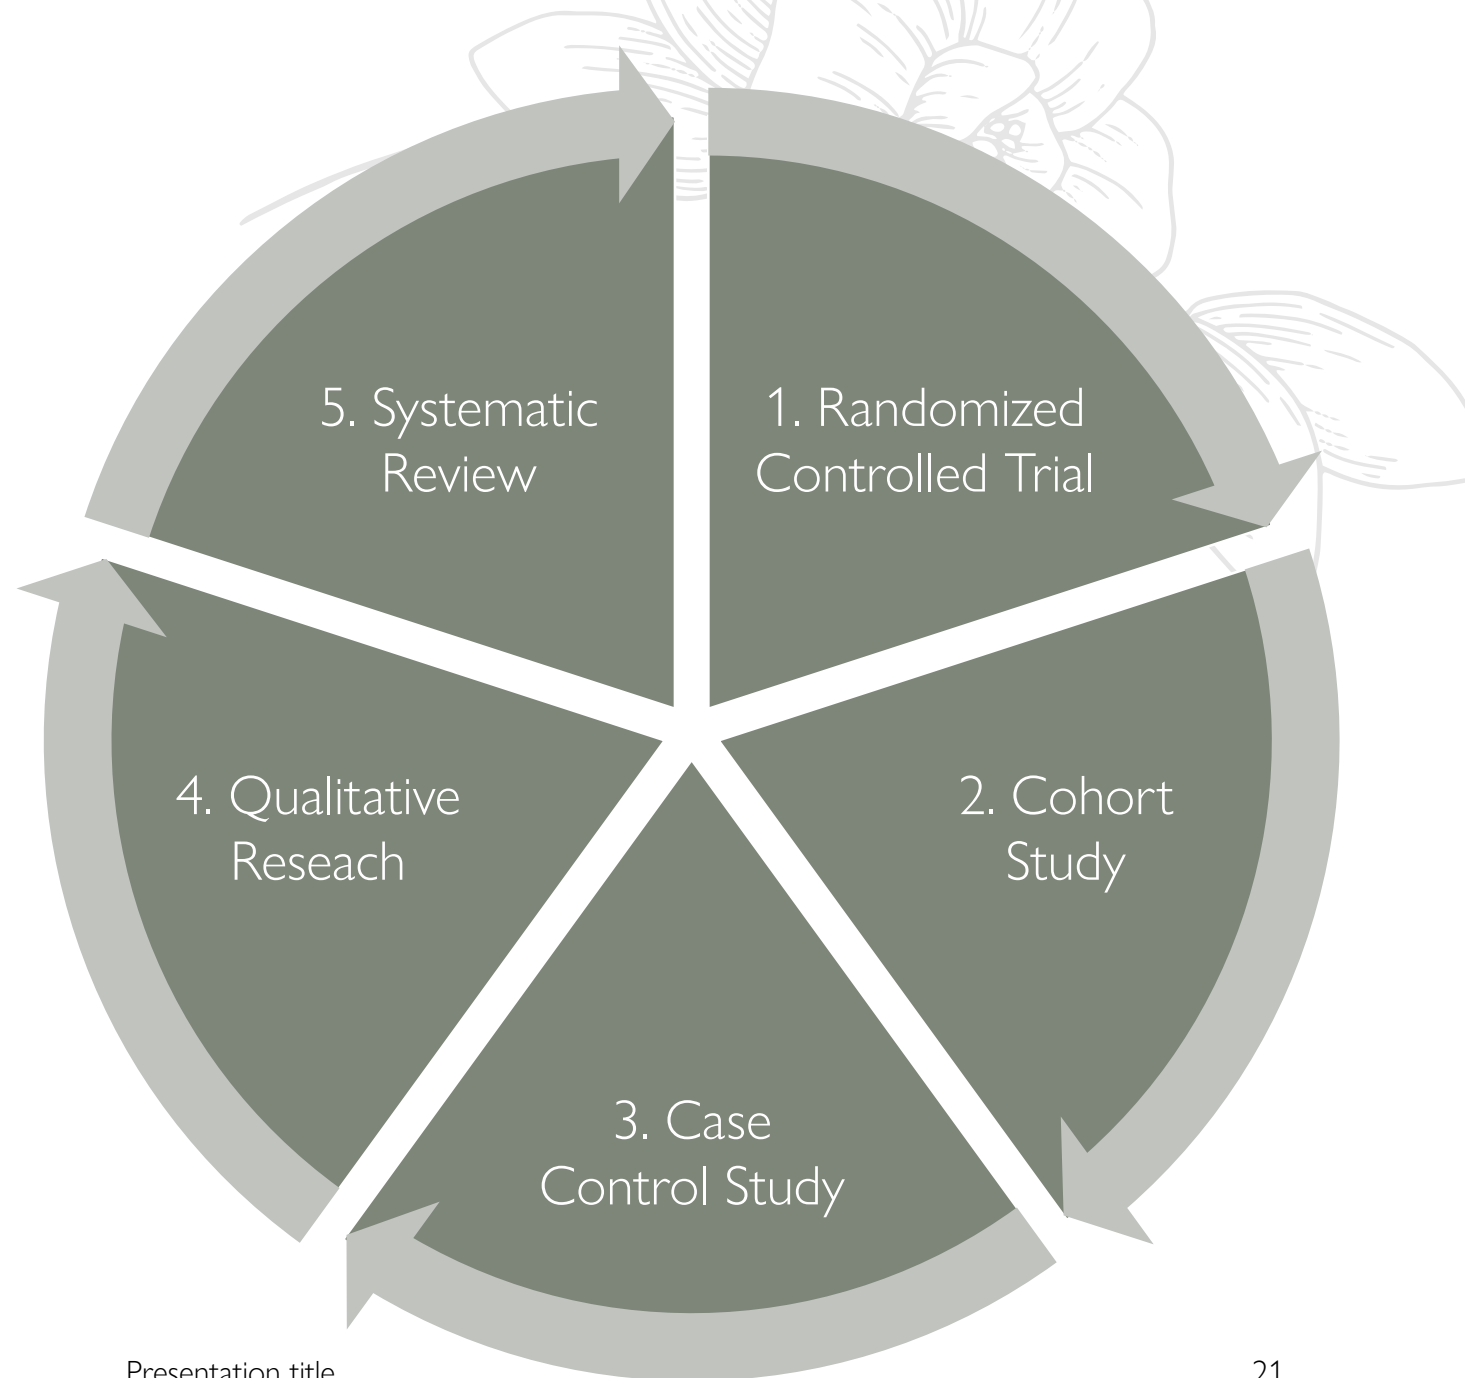 1. Randomized
Controlled Trial
2. Cohort
Study
3. Case
Control Study
4. Qualitative
Reseach
5. Systematic
Review
Presentation title
21